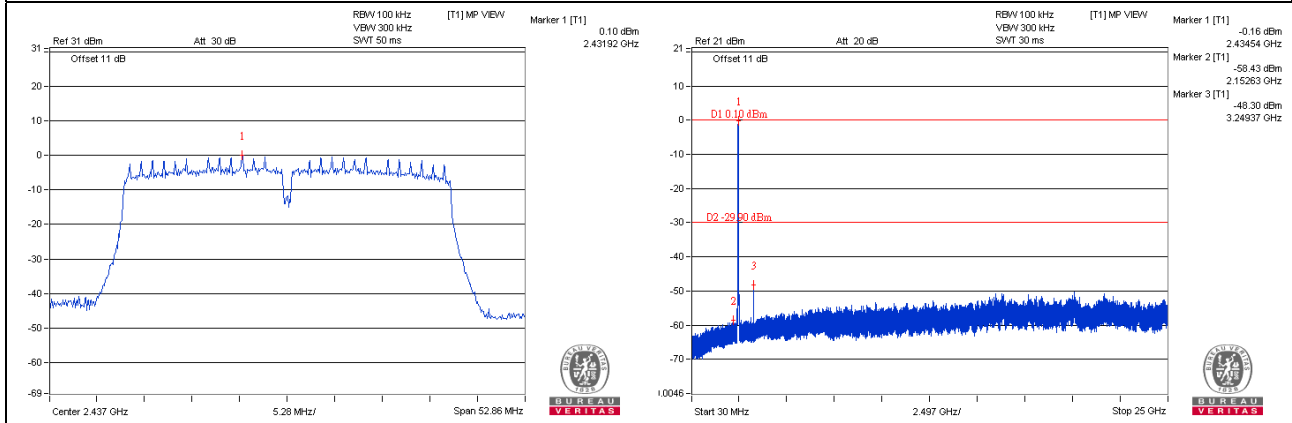 RBW 100 kHz [T1] MP VIEW
VBW 300 kHz
Ref 31 dBm Att 30 dB SWT 50 ms
Marker 1 [T1]
0.10 dBm
2.43192 GHz
31
Offset 11 dB
20
10
1
0
-10
-20
-30
-40
-50
-60
-69
Center 2.437 GHz 5.28 MHz/ Span 52.86 MHz
BUREAU VERITAS
1828
BUREAU
VERITAS
RBW 100 kHz [T1] MP VIEW
VBW 300 kHz
Ref 21 dBm Att 20 dB SWT 30 ms
Marker 1 [T1]
-0.16 dBm
2.43454 GHz
Marker 2 [T1]
-58.43 dBm
2.15263 GHz
Marker 3 [T1]
-48.30 dBm
3.24937 GHz
21
Offset 11 dB
10
1
D1 0.10 dBm
0
-10
-20
D2 -29.90 dBm
-30
-40
3
-50
2
-60
-70
.0046
Start 30 MHz 2.497 GHz/ Stop 25 GHz
BUREAU VERITAS
1828
BUREAU
VERITAS